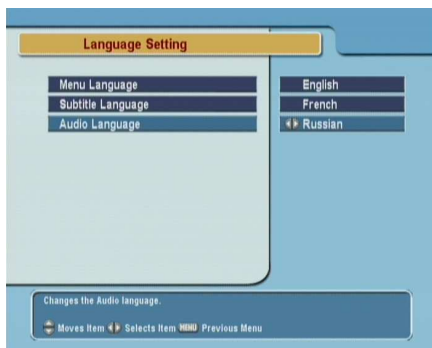 Language Setting
Menu Language English
Subtitle Language French
Audio Language Russian
Changes the Audio language.
Moves Item Selects Item MENU Previous Menu